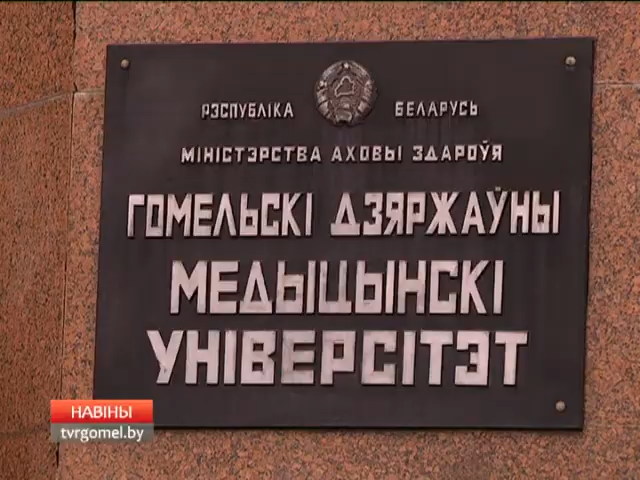 РЭСПУБЛІКА БЕЛАРУСЬ
МІНІСТЭРСТВА АХОВЫ ЗДАРОЎЯ
ГОМЕЛЬСКІ ДЗЯРЖАЎНЫ
МЕДЫЦЫНСКІ
УНІВЕРСІТЭТ
НАВІНЫ
tvrgomel.by